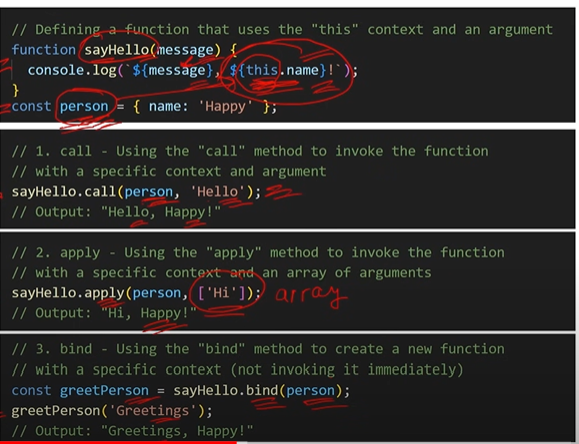 // Defining a function that uses the "this" context and an argument
function sayHello(message) {
console.log(`${message}, ${this.name}!`);
}
const person = { name: 'Happy' };
// 1. call - Using the "call" method to invoke the function
// with a specific context and argument
sayHello.call(person, 'Hello');
// Output: "Hello, Happy!"
// 2. apply - Using the "apply" method to invoke the function
// with a specific context and an array of arguments
sayHello.apply(person, ['Hi']); array
// Output: "Hi, Happy!"
// 3. bind - Using the "bind" method to create a new function
// with a specific context (not invoking it immediately)
const greetPerson = sayHello.bind(person);
greetPerson('Greetings');
// Output: "Greetings, Happy!"